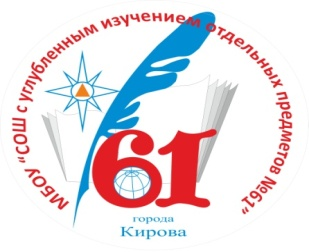 МБОУ "СОШ с углубленным изучением отдельных предметов №61"
61
города
Кирова